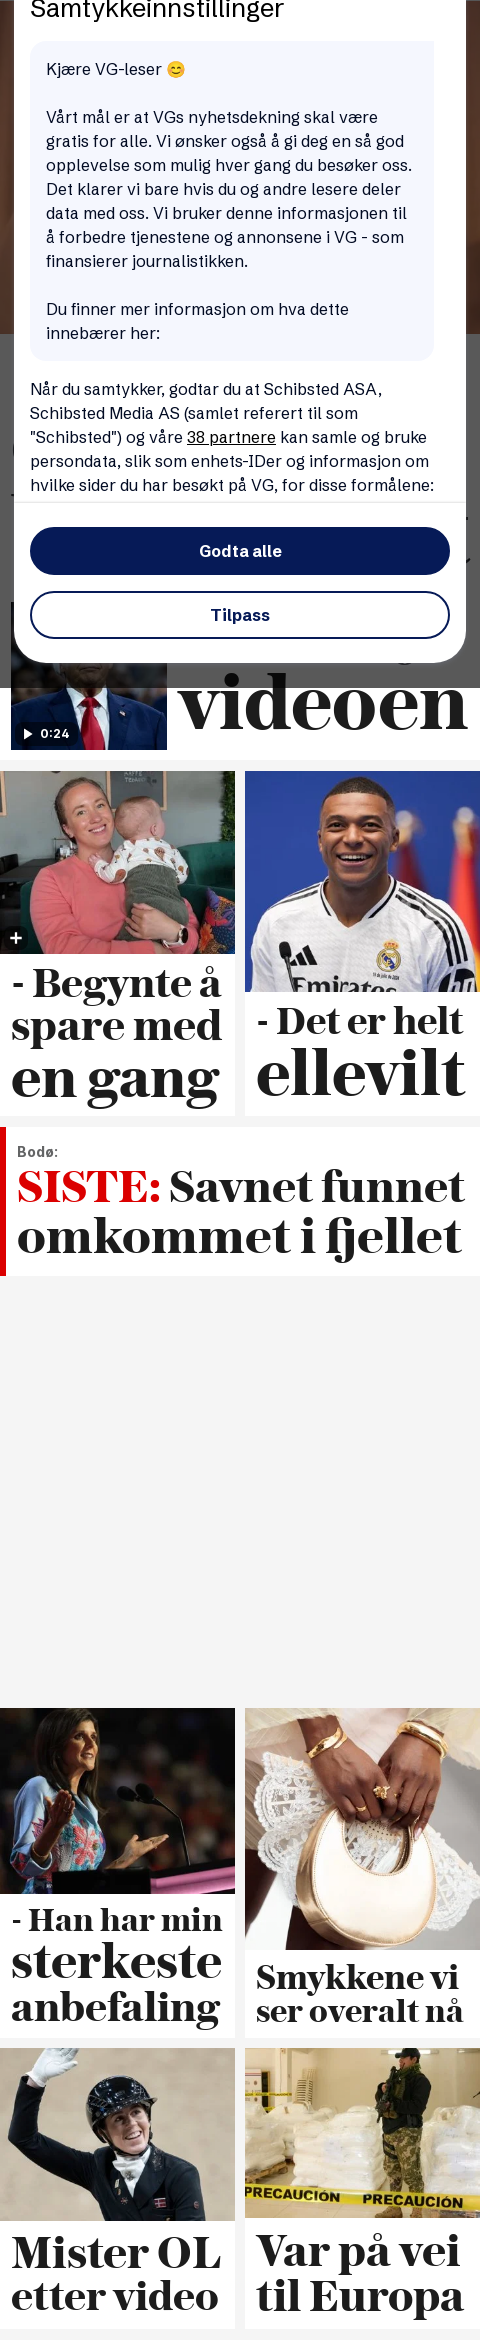 Samtykkeinnstillinger
Kjære VG-leser 😊
Vårt mål er at VGs nyhetsdekning skal være
gratis for alle. Vi ønsker også å gi deg en så god
opplevelse som mulig hver gang du besøker oss.
Det klarer vi bare hvis du og andre lesere deler
data med oss. Vi bruker denne informasjonen til
å forbedre tjenestene og annonsene i VG - som
finansierer journalistikken.
Du finner mer informasjon om hva dette
innebærer her:
Når du samtykker, godtar du at Schibsted ASA,
Schibsted Media AS (samlet referert til som
"Schibsted") og våre 38 partnere kan samle og bruke
persondata, slik som enhets-IDer og informasjon om
hvilke sider du har besøkt på VG, for disse formålene:
Godta alle
Tilpass
videoen
0:24
- Begynte å
spare med
en gang
Emirates
- Det er helt
ellevilt
Bodø:
SISTE: Savnet funnet
omkommet i fjellet
- Han har min
sterkeste
anbefaling
Smykkene vi
ser overalt nå
Mister OL
etter video
PRECAUCIÓN PRECAUCIÓN
Var på vei
til Europa